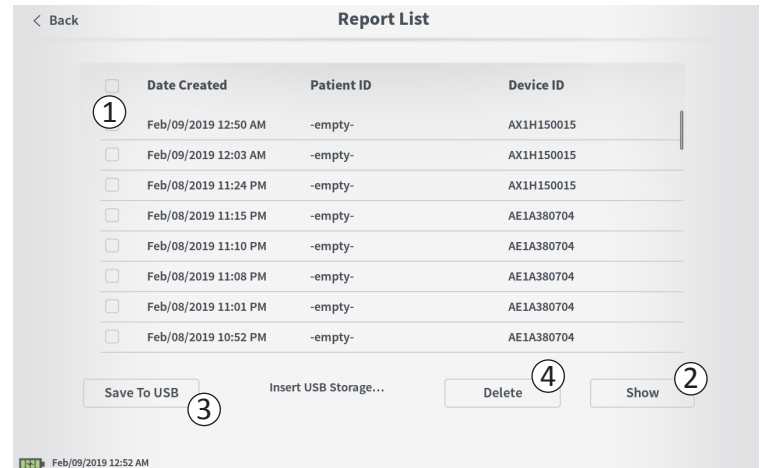 < Back Report List
Date Created Patient ID Device ID
1
Feb/09/2019 12:50 AM -empty- AX1H150015
Feb/09/2019 12:03 AM -empty- AX1H150015
Feb/08/2019 11:24 PM -empty- AX1H150015
Feb/08/2019 11:15 PM -empty- AE1A380704
Feb/08/2019 11:10 PM -empty- AE1A380704
Feb/08/2019 11:08 PM -empty- AE1A380704
Feb/08/2019 11:01 PM -empty- AE1A380704
Feb/08/2019 10:52 PM -empty- AE1A380704
Save To USB 3 Insert USB Storage... Delete 4 Show 2
Feb/09/2019 12:52 AM